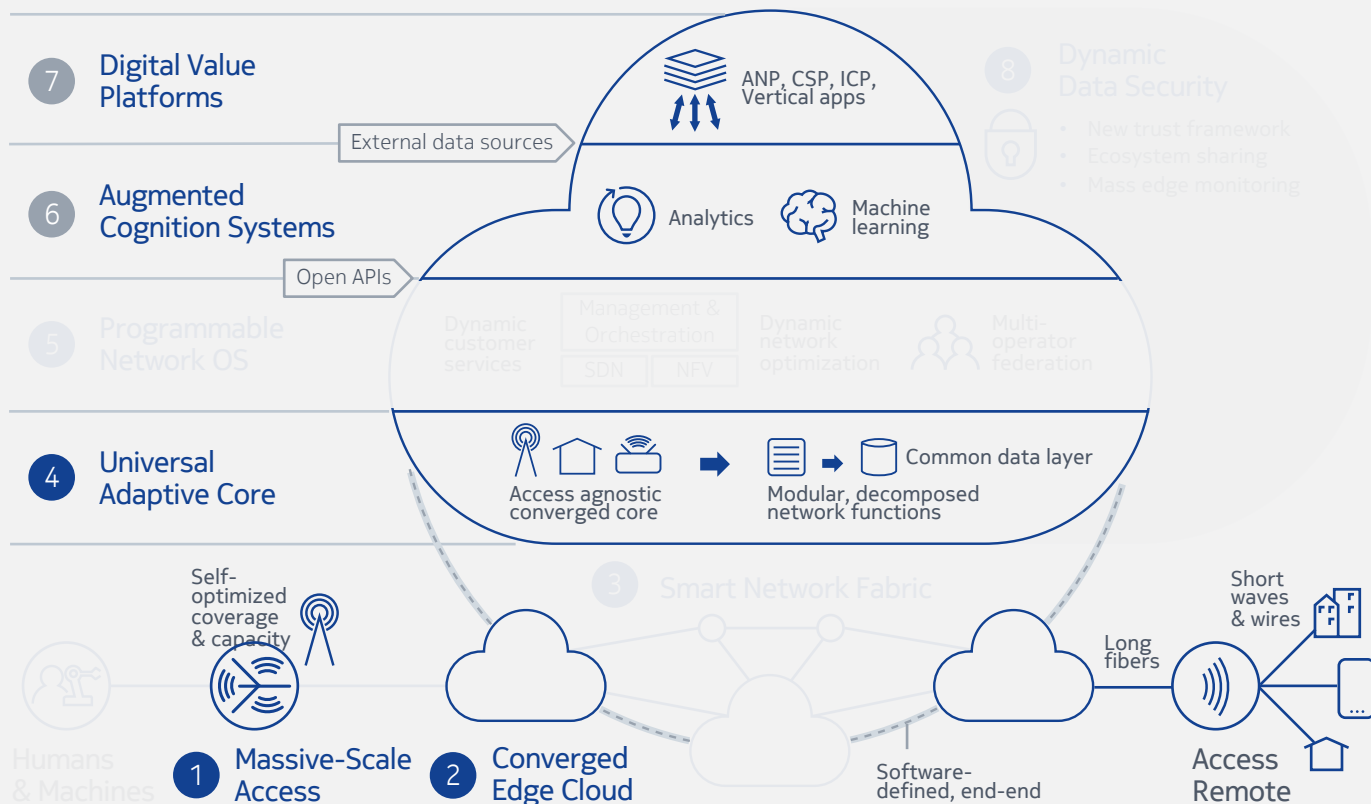 7
Digital Value
Platforms
ANP, CSP, ICP,
Vertical apps
8
Dynamic
Data Security
• New trust framework
• Ecosystem sharing
• Mass edge monitoring
External data sources
6
Augmented
Cognition Systems
Analytics
Machine
learning
Open APIs
5
Programmable
Network OS
Dynamic
customer
services
Management &
Orchestration
SDN
NFV
Dynamic
network
optimization
Multi-
operator
federation
4
Universal
Adaptive Core
Access agnostic
converged core
Modular, decomposed
network functions
Common data layer
3
Smart Network Fabric
Self-
optimized
coverage
& capacity
Short
waves
& wires
Long
fibers
Humans
& Machines
1
Massive-Scale
Access
2
Converged
Edge Cloud
Software-
defined, end-end
Access
Remote